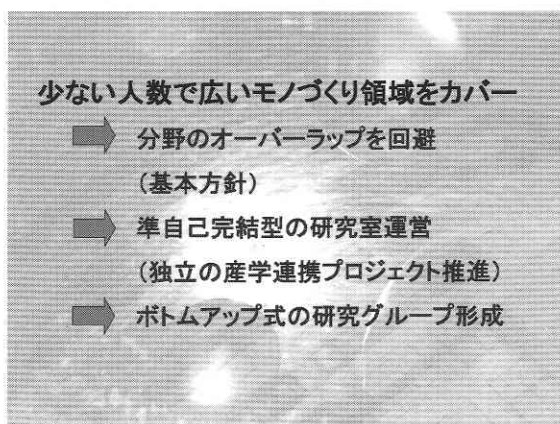 少ない人数で広いモノづくり領域をカバー
分野のオーバーラップを回避
(基本方針)
準自己完結型の研究室運営
(独立の産学連携プロジェクト推進)
ボトムアップ式の研究グループ形成